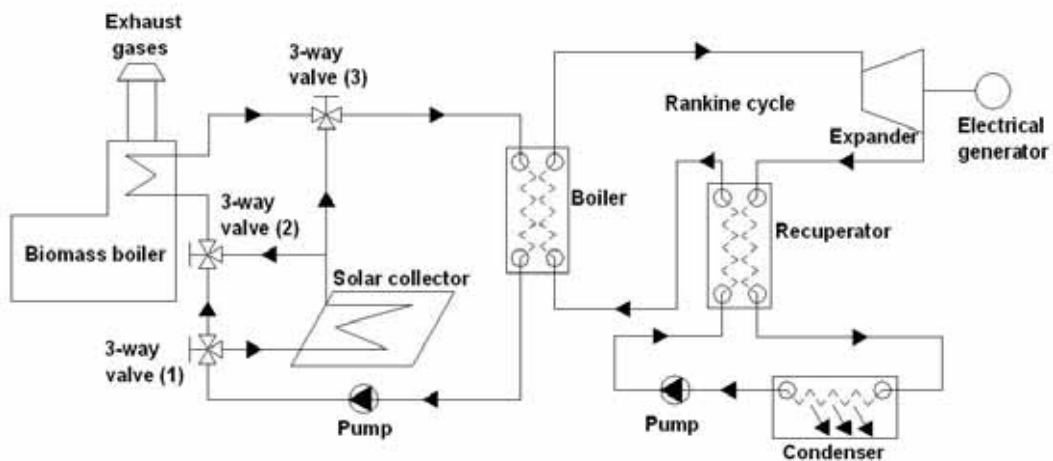 Exhaust
gases
3-way
valve (3)
Rankine cycle
Expander
Electrical
generator
Boiler
3-way
valve (2)
Recuperator
Biomass boiler
Solar collector
3-way
valve (1)
Pump
Pump
Condenser